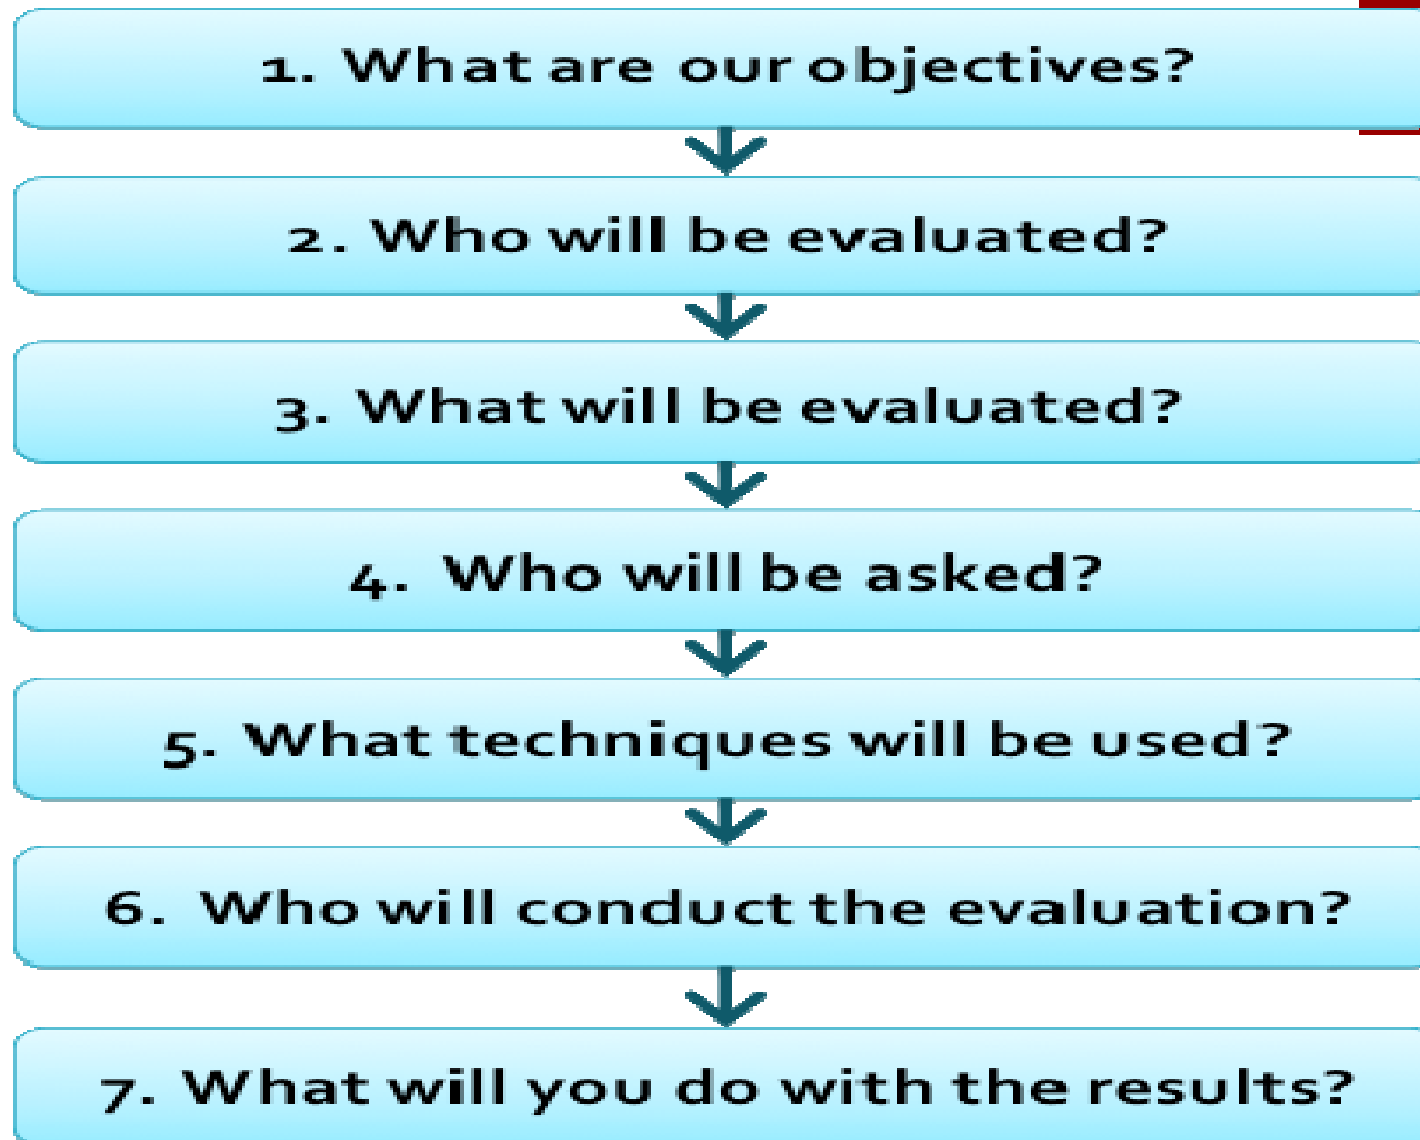 1. What are our objectives?
2. Who will be evaluated?
3. What will be evaluated?
4. Who will be asked?
5. What techniques will be used?
6. Who will conduct the evaluation?
7. What will you do with the results?